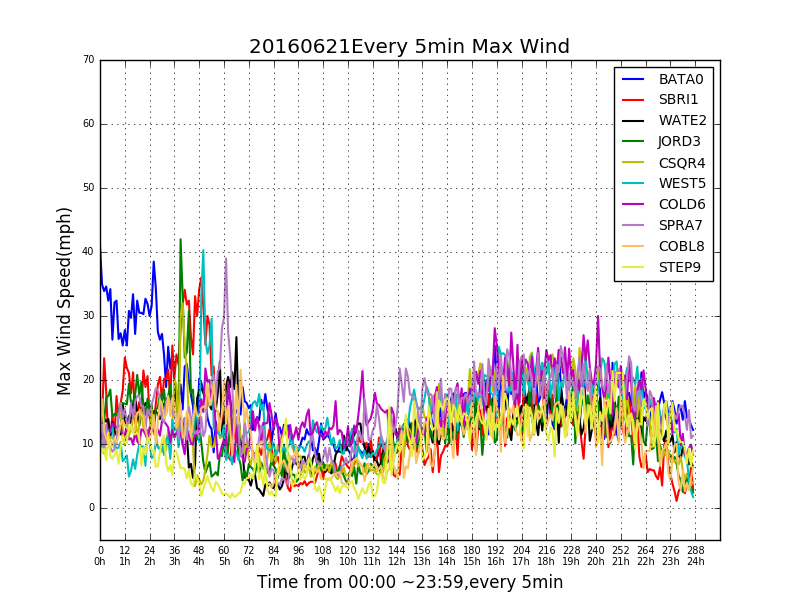 20160621Every 5min Max Wind
70
60
50
40
30
20
10
0
Max Wind Speed(mph)
BATA0
SBRI1
WATE2
JORD3
CSQR4
WEST5
COLD6
SPRA7
COBL8
STEP9
0 12 24 36 48 60 72 84 96 108 120 132 144 156 168 180 192 204 216 228 240 252 264 276 288
0h 1h 2h 3h 4h 5h 6h 7h 8h 9h 10h 11h 12h 13h 14h 15h 16h 17h 18h 19h 20h 21h 22h 23h 24h
Time from 00:00 ~23:59,every 5min